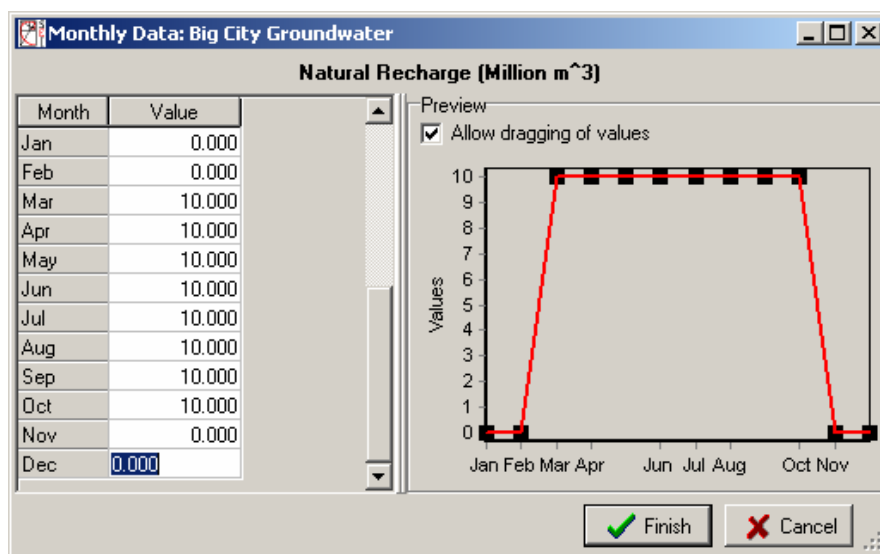 Monthly Data: Big City Groundwater
Natural Recharge (Million m^3)
Month Value
Jan 0.000
Feb 0.000
Mar 10.000
Apr 10.000
May 10.000
Jun 10.000
Jul 10.000
Aug 10.000
Sep 10.000
Oct 10.000
Nov 0.000
Dec 0.000
Preview
Allow dragging of values
Values
10
9
8
7
6
5
4
3
2
1
0
Jan Feb Mar Apr Jun Jul Aug Oct Nov
Finish Cancel